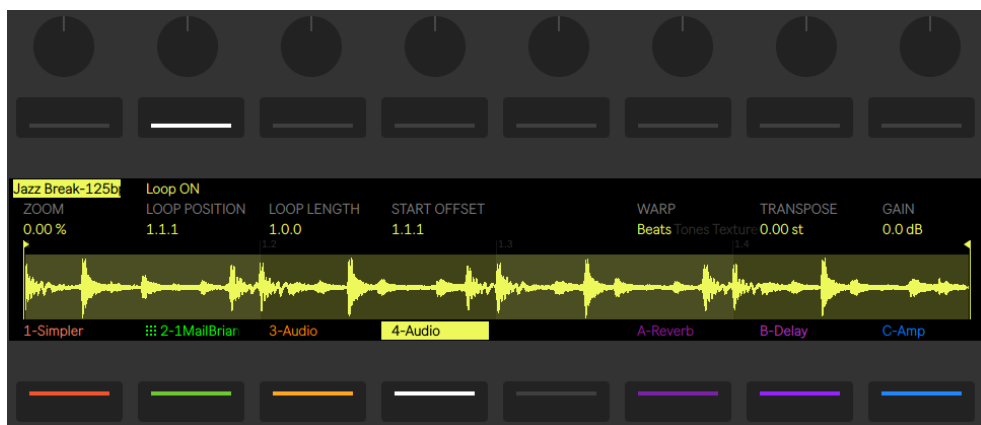 Jazz Break-125b Loop ON
ZOOM LOOP POSITION LOOP LENGTH START OFFSET WARP TRANSPOSE GAIN
0.00 % 1.1.1 1.0.0 1.1.1 Beats Tones Texture 0.00 st 0.0 dB
1.2 1.3 1.4
1-Simpler 2-1MailBrian 3-Audio 4-Audio A-Reverb B-Delay C-Amp